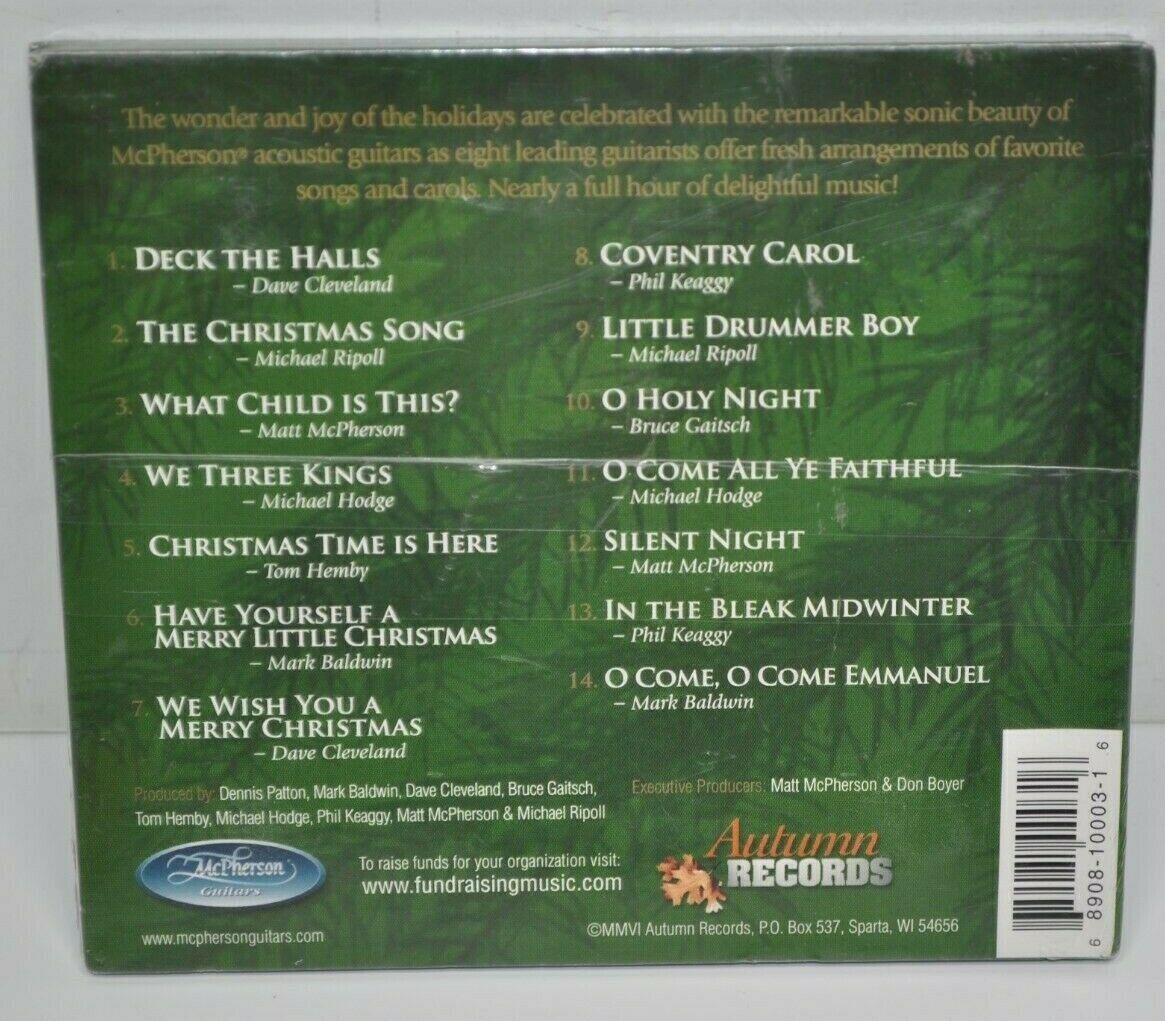 The wonder and joy of the holidays are celebrated with the remarkable sonic beauty of
McPherson® acoustic guitars as eight leading guitarists offer fresh arrangements of favorite
songs and carols. Nearly a full hour of delightful music!
1. DECK THE HALLS
– Dave Cleveland
2. THE CHRISTMAS SONG
– Michael Ripoll
3. WHAT CHILD IS THIS?
– Matt McPherson
4. WE THREE KINGS
– Michael Hodge
5. CHRISTMAS TIME IS HERE
– Tom Hemby
6. HAVE YOURSELF A
MERRY LITTLE CHRISTMAS
– Mark Baldwin
7. WE WISH YOU A
MERRY CHRISTMAS
– Dave Cleveland
8. COVENTRY CAROL
– Phil Keaggy
9. LITTLE DRUMMER BOY
– Michael Ripoll
10. O HOLY NIGHT
– Bruce Gaitsch
11. O COME ALL YE FAITHFUL
– Michael Hodge
12. SILENT NIGHT
– Matt McPherson
13. IN THE BLEAK MIDWINTER
– Phil Keaggy
14. O COME, O COME EMMANUEL
– Mark Baldwin
Produced by: Dennis Patton, Mark Baldwin, Dave Cleveland, Bruce Gaitsch,
Tom Hemby, Michael Hodge, Phil Keaggy, Matt McPherson & Michael Ripoll
Executive Producers: Matt McPherson & Don Boyer
McPherson
Guitars
www.mcphersonguitars.com
To raise funds for your organization visit:
www.fundraisingmusic.com
Autumn
RECORDS
©MMVI Autumn Records, P.O. Box 537, Sparta, WI 54656
6 8908-10003-1 6